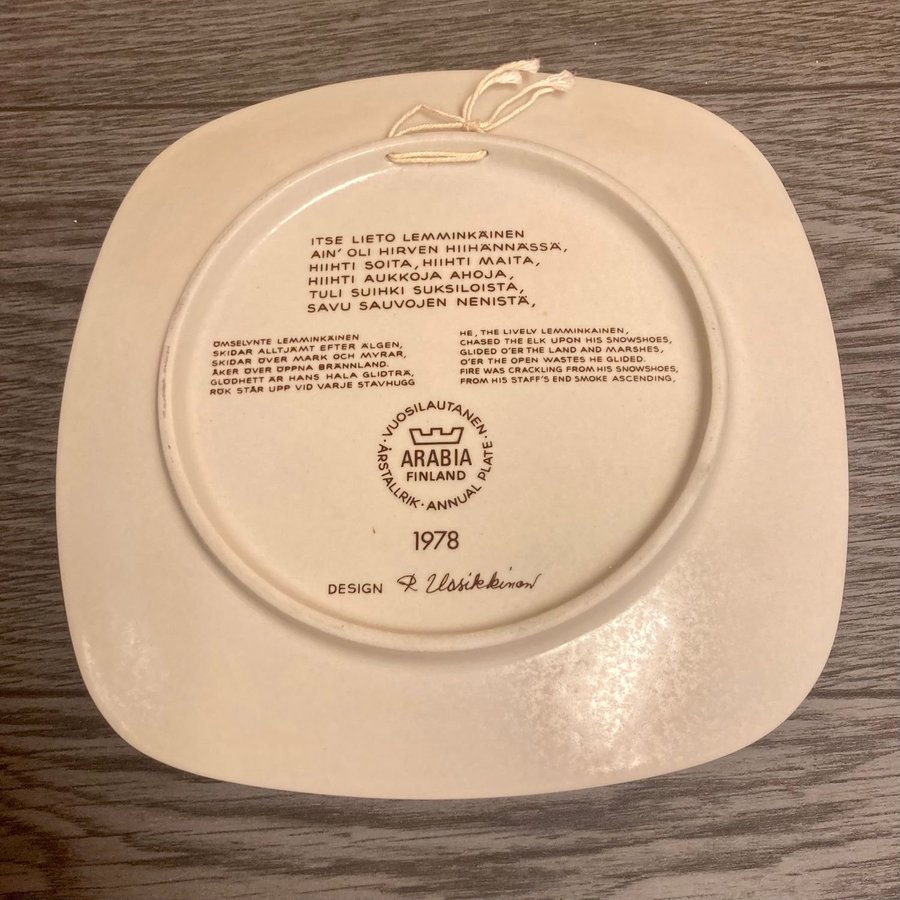 ITSE LIETO LEMMINKÄINEN
AIN' OLI HIRVEN HIIHÄNNÄSSÄ,
HIIHTI SOITA, HIIHTI MAITA,
HIIHTI AUKKOJA AHOJA,
TULI SUIHKI SUKSILOISTA,
SAVU SAUVOJEN NENISTÄ,
ÖMSELYNTE LEMMINKÄINEN
SKIDAR ALLTJÄMT EFTER ÄLGEN,
SKIDAR ÖVER MARK OCH MYRAR,
ÅKER ÖVER ÖPPNA BRÄNNLAND.
GLÖDHETT ÄR HANS HALA GLIDTRÄ,
RÖK STÅR UPP VID VARJE STAVHUGG
HE, THE LIVELY LEMMINKAINEN,
CHASED THE ELK UPON HIS SNOWSHOES,
GLIDED O'ER THE LAND AND MARSHES,
O'ER THE OPEN WASTES HE GLIDED.
FIRE WAS CRACKLING FROM HIS SNOWSHOES,
FROM HIS STAFF'S END SMOKE ASCENDING,
· VUOSILAUTANEN · ANNUAL PLATE · ÅRSTALLRIK
ARABIA
FINLAND
1978
DESIGN R Uosikkinen